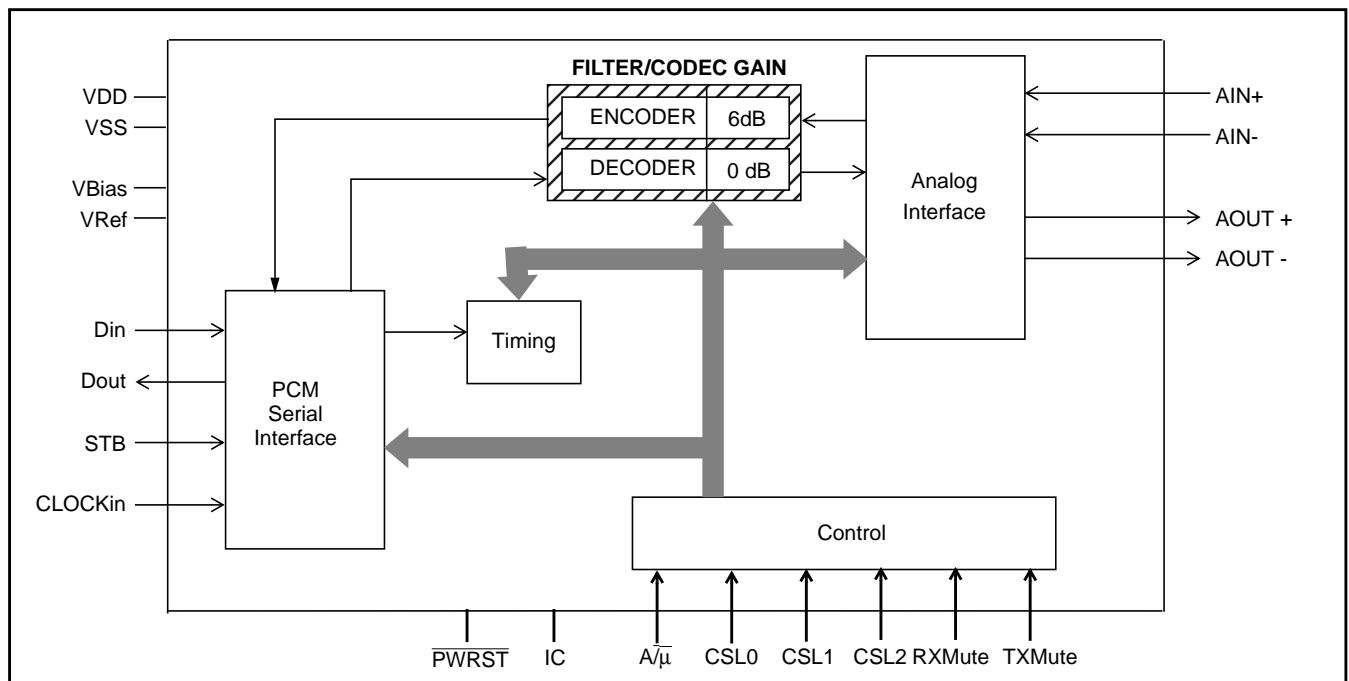 FILTER/CODEC GAIN
VDD
VSS
VBias
VRef
ENCODER 6dB
DECODER 0 dB
Analog
Interface
AIN+
AIN-
AOUT +
AOUT -
Din
Dout
STB
CLOCKin
PCM
Serial
Interface
Timing
Control
P̅W̅R̅S̅T̅ IC A/μ̅ CSL0 CSL1 CSL2 RXMute TXMute